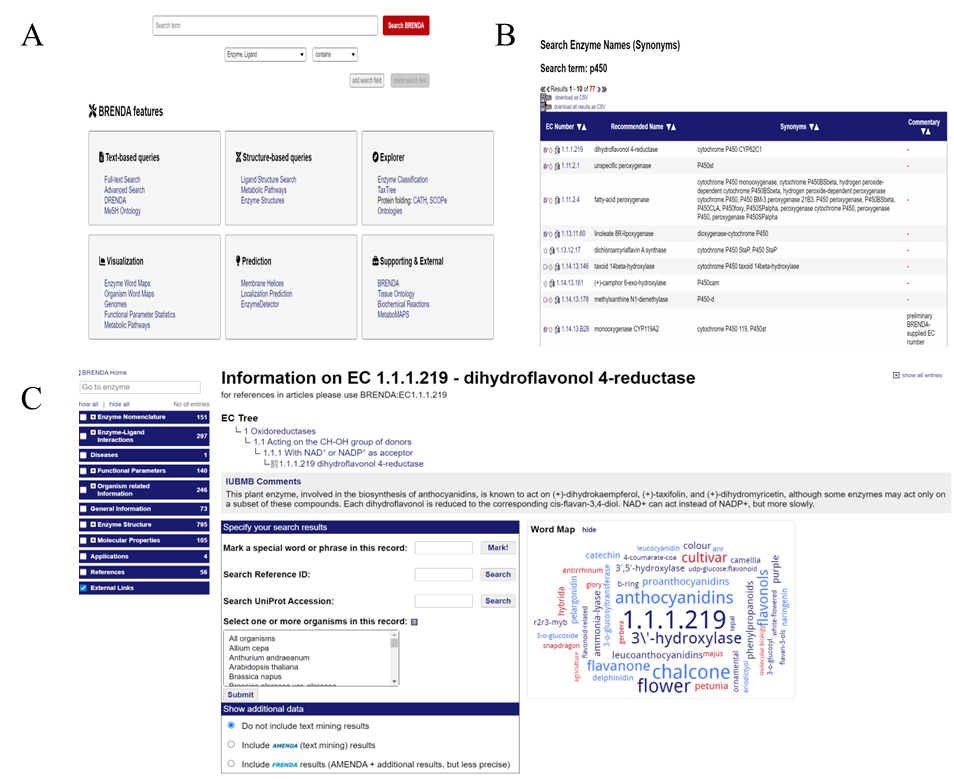 A
Search term
Search BRENDA
Enzyme, Ligand
contains
add search field
delete search field
BRENDA features
Text-based queries
Full-text Search
Advanced Search
DRENDA
MeSH Ontology
Structure-based queries
Ligand Structure Search
Metabolic Pathways
Enzyme Structures
Explorer
Enzyme Classification
TaxTree
Protein folding: CATH, SCOPe
Ontologies
Visualization
Enzyme Word Maps
Organism Word Maps
Genomes
Functional Parameter Statistics
Metabolic Pathways
Prediction
Membrane Helices
Localization Prediction
EnzymeDetector
Supporting & External
BRENDA
Tissue Ontology
Biochemical Reactions
MetaboMAPS
B
Search Enzyme Names (Synonyms)
Search term: p450
Results 1 - 10 of 77
download as CSV
download all results as CSV
EC Number Recommended Name Synonyms Commentary
1.1.1.219 dihydroflavonol 4-reductase cytochrome P450 CYP82C1 -
1.11.2.1 unspecific peroxygenase P450st -
1.11.2.4 fatty-acid peroxygenase cytochrome P450 monooxygenase, cytochrome P450BSbeta, hydrogen peroxide-
dependent cytochrome P450BSbeta, hydrogen peroxide-dependent peroxygenase
cytochrome P450, P450 BM-3 peroxygenase 21B3, P450 peroxygenase, P450BSbeta,
P450CLA, P450foxy, P450SPalpha, peroxygenase cytochrome P450, peroxygenase
P450, peroxygenase P450SPalpha -
1.13.11.60 linoleate 8R-lipoxygenase dioxygenase-cytochrome P450 -
1.13.12.17 dichloroarcyriaflavin A synthase cytochrome P450 StaP, P450 StaP -
1.14.13.146 taxoid 14beta-hydroxylase cytochrome P450 taxoid 14beta-hydroxylase -
1.14.13.161 (+)-camphor 6-exo-hydroxylase P450cam -
1.14.13.178 methylxanthine N1-demethylase P450-d -
1.14.13.B28 monooxygenase CYP119A2 cytochrome P450 119, P450st preliminary
BRENDA-
supplied EC
number
C
BRENDA Home
Go to enzyme
how all | hide all No of entries
Enzyme Nomenclature 151
Enzyme-Ligand
Interactions 297
Diseases 1
Functional Parameters 140
Organism related
Information 246
General Information 73
Enzyme Structure 795
Molecular Properties 105
Applications 4
References 56
External Links
Information on EC 1.1.1.219 - dihydroflavonol 4-reductase
for references in articles please use BRENDA:EC1.1.1.219
show all entries
EC Tree
1 Oxidoreductases
1.1 Acting on the CH-OH group of donors
1.1.1 With NAD+ or NADP+ as acceptor
1.1.1.219 dihydroflavonol 4-reductase
IUBMB Comments
This plant enzyme, involved in the biosynthesis of anthocyanidins, is known to act on (+)-dihydrokaempferol, (+)-taxifolin, and (+)-dihydromyricetin, although some enzymes may act only on
a subset of these compounds. Each dihydroflavonol is reduced to the corresponding cis-flavan-3,4-diol. NAD+ can act instead of NADP+, but more slowly.
Specify your search results
Mark a special word or phrase in this record: Mark!
Search Reference ID: Search
Search UniProt Accession: Search
Select one or more organisms in this record:
All organisms
Allium cepa
Anthurium andraeanum
Arabidopsis thaliana
Brassica napus
Brassica oleracea var. oleracea
Submit
Show additional data
Do not include text mining results
Include AMENDA (text mining) results
Include FRENDA results (AMENDA + additional results, but less precise)
Word Map hide
leucocyanidin colour anr
catechin 4-coumarate-coa cultivar camellia
antirrhinum 3',5'-hydroxylase udp-glucose:flavonoid
purple
glory b-ring proanthocyanidins
hybrida
pelargonidin
3-o-glucosyltransferase
anthocyanidins
phenylpropanoids
flavonols
naringenin
r2r3-myb
flavonoid-related
ammonia-lyase
gerbera
1.1.1.219
tepal
white-flowered
3-o-glucoside
3\'-hydroxylase
molecular biology
3-o-glucosyl
flavan-3-ols
snapdragon
leucoanthocyanidins majus
agriculture
flavanone chalcone
ornamental
eriodictyol
delphinidin flower petunia